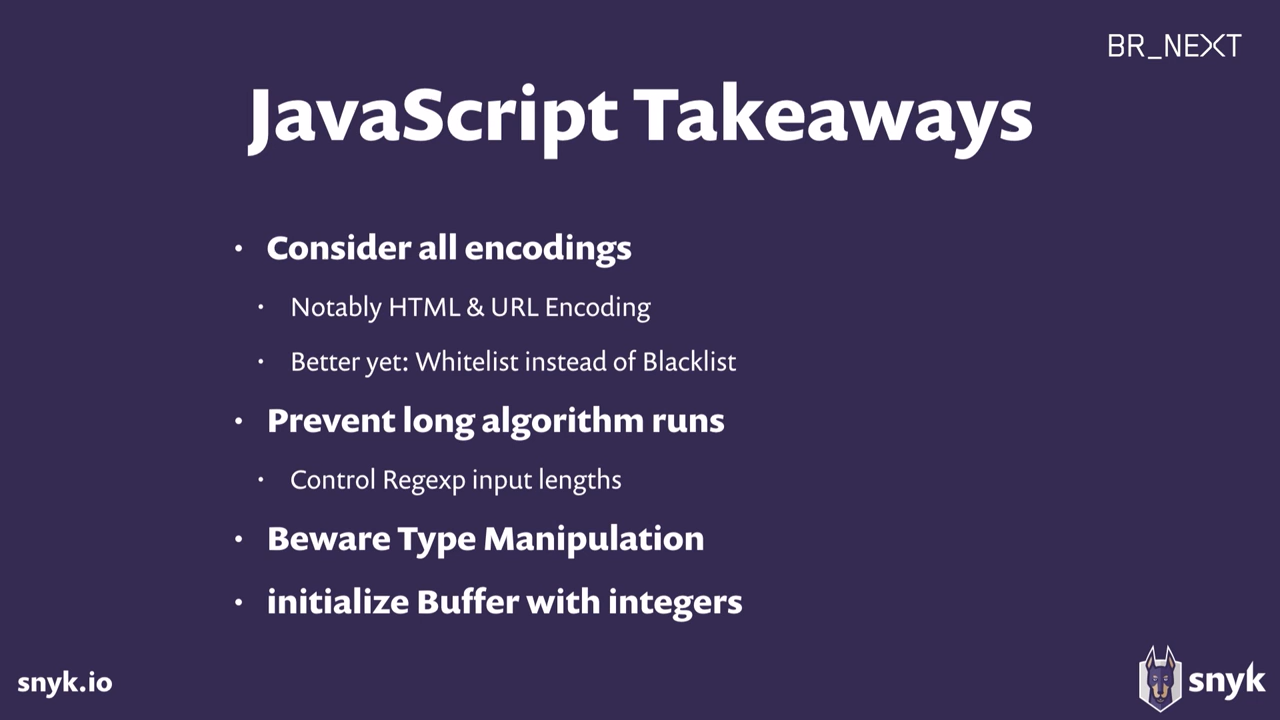 BR_NEXT
JavaScript Takeaways
• Consider all encodings
• Notably HTML & URL Encoding
• Better yet: Whitelist instead of Blacklist
• Prevent long algorithm runs
• Control Regexp input lengths
• Beware Type Manipulation
• initialize Buffer with integers
snyk.io
snyk